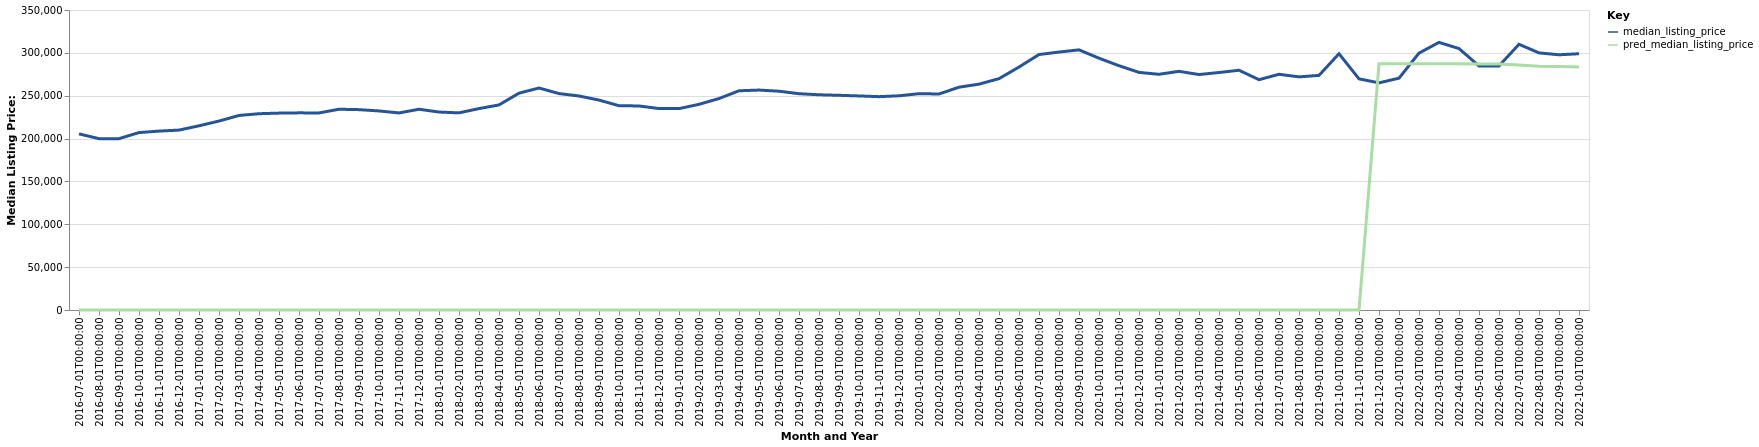 350,000
300,000
250,000
200,000
150,000
100,000
50,000
0
Median Listing Price:
2016-07-01T00:00:00
2016-08-01T00:00:00
2016-09-01T00:00:00
2016-10-01T00:00:00
2016-11-01T00:00:00
2016-12-01T00:00:00
2017-01-01T00:00:00
2017-02-01T00:00:00
2017-03-01T00:00:00
2017-04-01T00:00:00
2017-05-01T00:00:00
2017-06-01T00:00:00
2017-07-01T00:00:00
2017-08-01T00:00:00
2017-09-01T00:00:00
2017-10-01T00:00:00
2017-11-01T00:00:00
2017-12-01T00:00:00
2018-01-01T00:00:00
2018-02-01T00:00:00
2018-03-01T00:00:00
2018-04-01T00:00:00
2018-05-01T00:00:00
2018-06-01T00:00:00
2018-07-01T00:00:00
2018-08-01T00:00:00
2018-09-01T00:00:00
2018-10-01T00:00:00
2018-11-01T00:00:00
2018-12-01T00:00:00
2019-01-01T00:00:00
2019-02-01T00:00:00
2019-03-01T00:00:00
2019-04-01T00:00:00
2019-05-01T00:00:00
2019-06-01T00:00:00
2019-07-01T00:00:00
2019-08-01T00:00:00
2019-09-01T00:00:00
2019-10-01T00:00:00
2019-11-01T00:00:00
2019-12-01T00:00:00
2020-01-01T00:00:00
2020-02-01T00:00:00
2020-03-01T00:00:00
2020-04-01T00:00:00
2020-05-01T00:00:00
2020-06-01T00:00:00
2020-07-01T00:00:00
2020-08-01T00:00:00
2020-09-01T00:00:00
2020-10-01T00:00:00
2020-11-01T00:00:00
2020-12-01T00:00:00
2021-01-01T00:00:00
2021-02-01T00:00:00
2021-03-01T00:00:00
2021-04-01T00:00:00
2021-05-01T00:00:00
2021-06-01T00:00:00
2021-07-01T00:00:00
2021-08-01T00:00:00
2021-09-01T00:00:00
2021-10-01T00:00:00
2021-11-01T00:00:00
2021-12-01T00:00:00
2022-01-01T00:00:00
2022-02-01T00:00:00
2022-03-01T00:00:00
2022-04-01T00:00:00
2022-05-01T00:00:00
2022-06-01T00:00:00
2022-07-01T00:00:00
2022-08-01T00:00:00
2022-09-01T00:00:00
2022-10-01T00:00:00
Month and Year
Key
median_listing_price
pred_median_listing_price